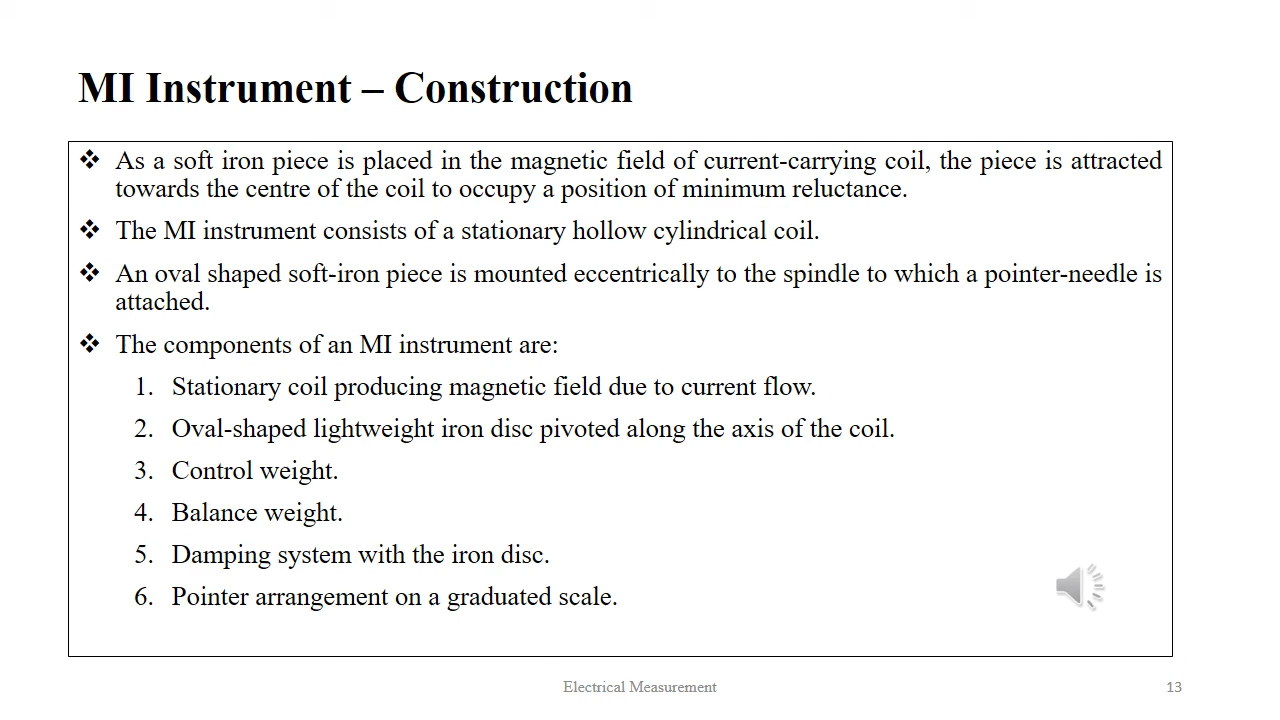 MI Instrument – Construction
❖ As a soft iron piece is placed in the magnetic field of current-carrying coil, the piece is attracted
towards the centre of the coil to occupy a position of minimum reluctance.
❖ The MI instrument consists of a stationary hollow cylindrical coil.
❖ An oval shaped soft-iron piece is mounted eccentrically to the spindle to which a pointer-needle is
attached.
❖ The components of an MI instrument are:
1. Stationary coil producing magnetic field due to current flow.
2. Oval-shaped lightweight iron disc pivoted along the axis of the coil.
3. Control weight.
4. Balance weight.
5. Damping system with the iron disc.
6. Pointer arrangement on a graduated scale.
Electrical Measurement
13